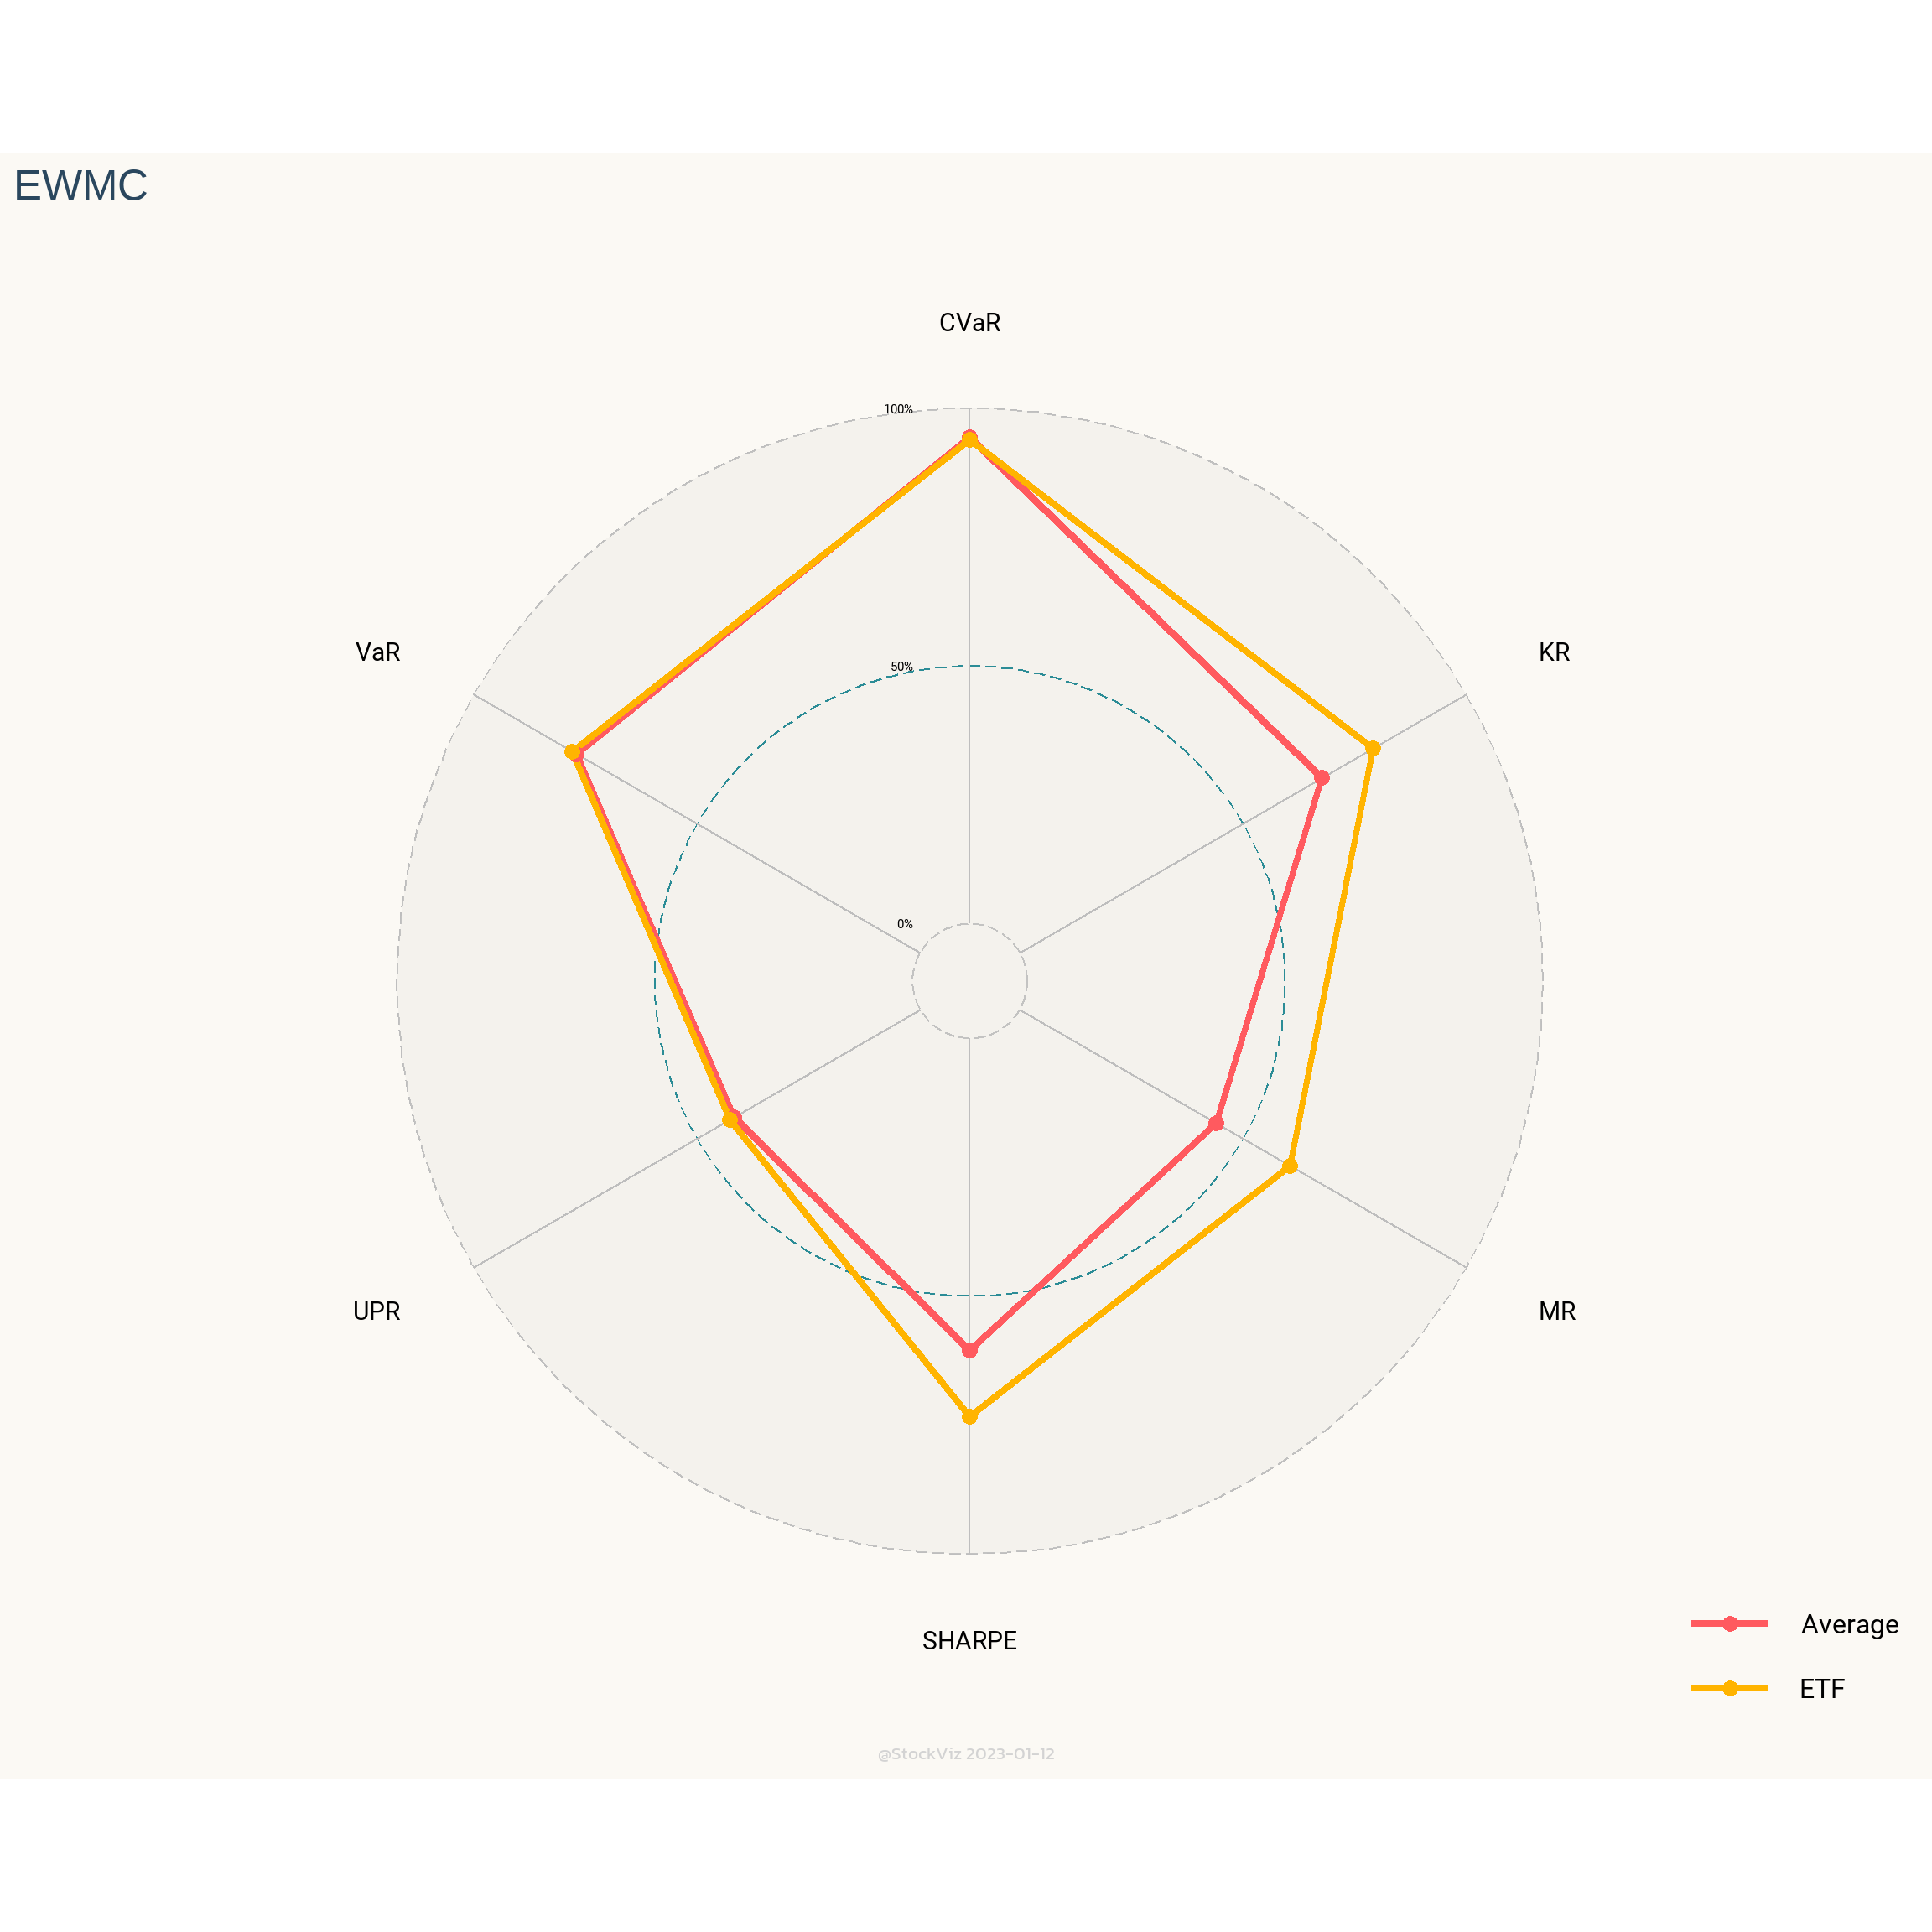 EWMC
CVaR
100%
VaR
KR
50%
0%
UPR
MR
SHARPE
Average
ETF
@StockViz 2023-01-12